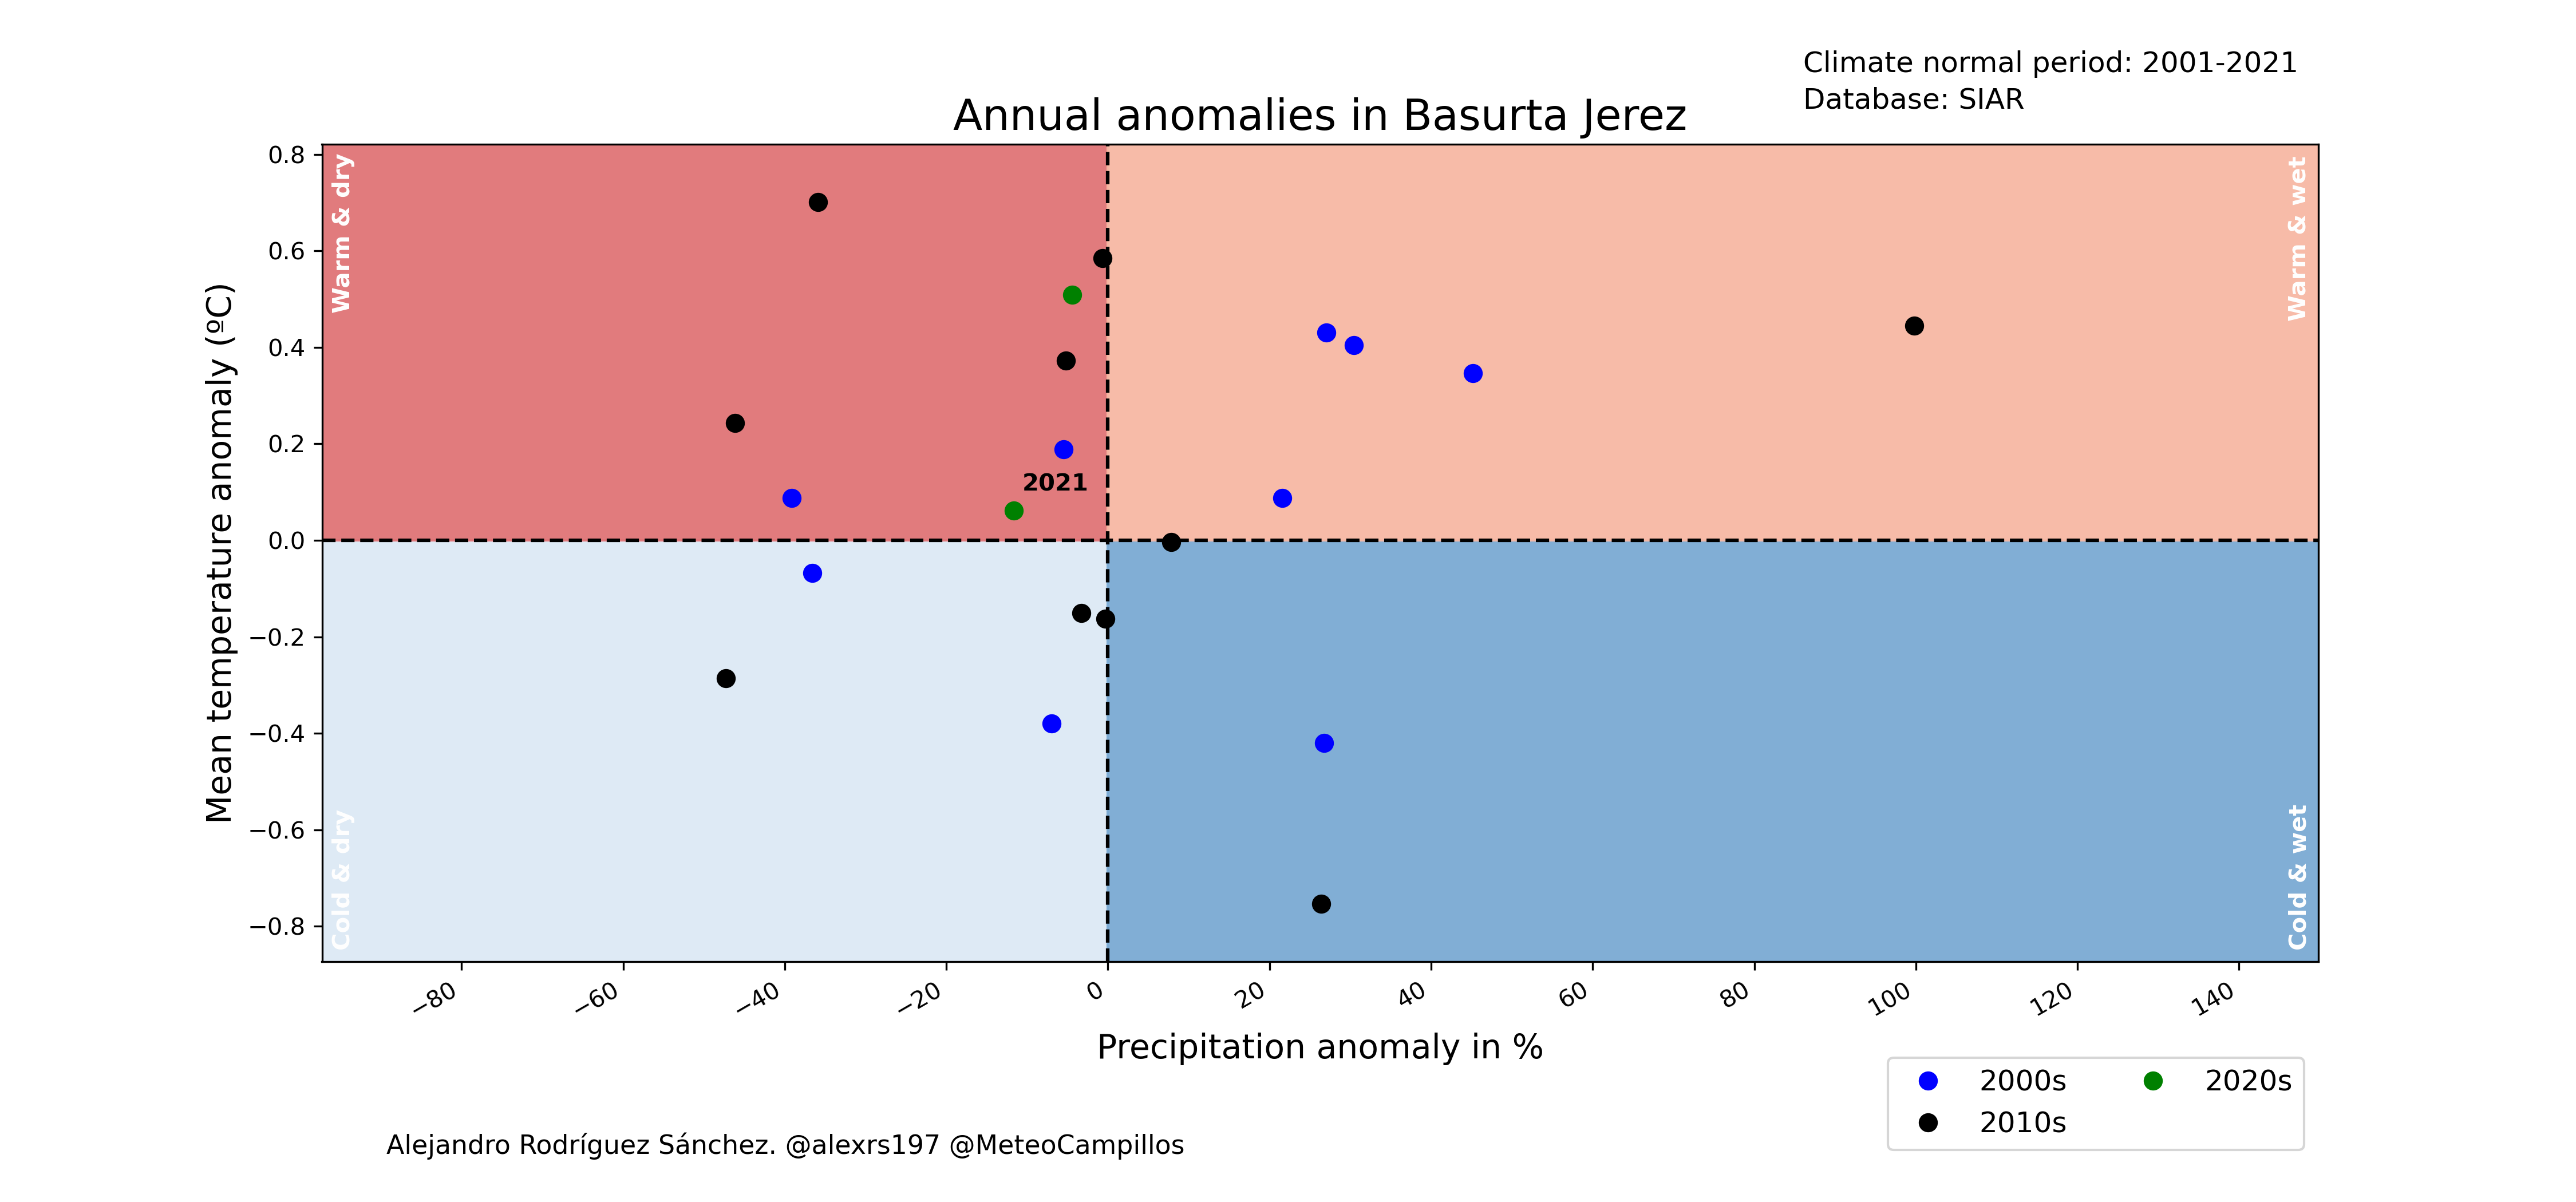 Climate normal period: 2001-2021
Database: SIAR
Annual anomalies in Basurta Jerez
Warm & dry
Warm & wet
Cold & dry
Cold & wet
2021
Mean temperature anomaly (ºC)
0.8
0.6
0.4
0.2
0.0
−0.2
−0.4
−0.6
−0.8
−80
−60
−40
−20
0
20
40
60
80
100
120
140
Precipitation anomaly in %
2000s
2010s
2020s
Alejandro Rodríguez Sánchez. @alexrs197 @MeteoCampillos